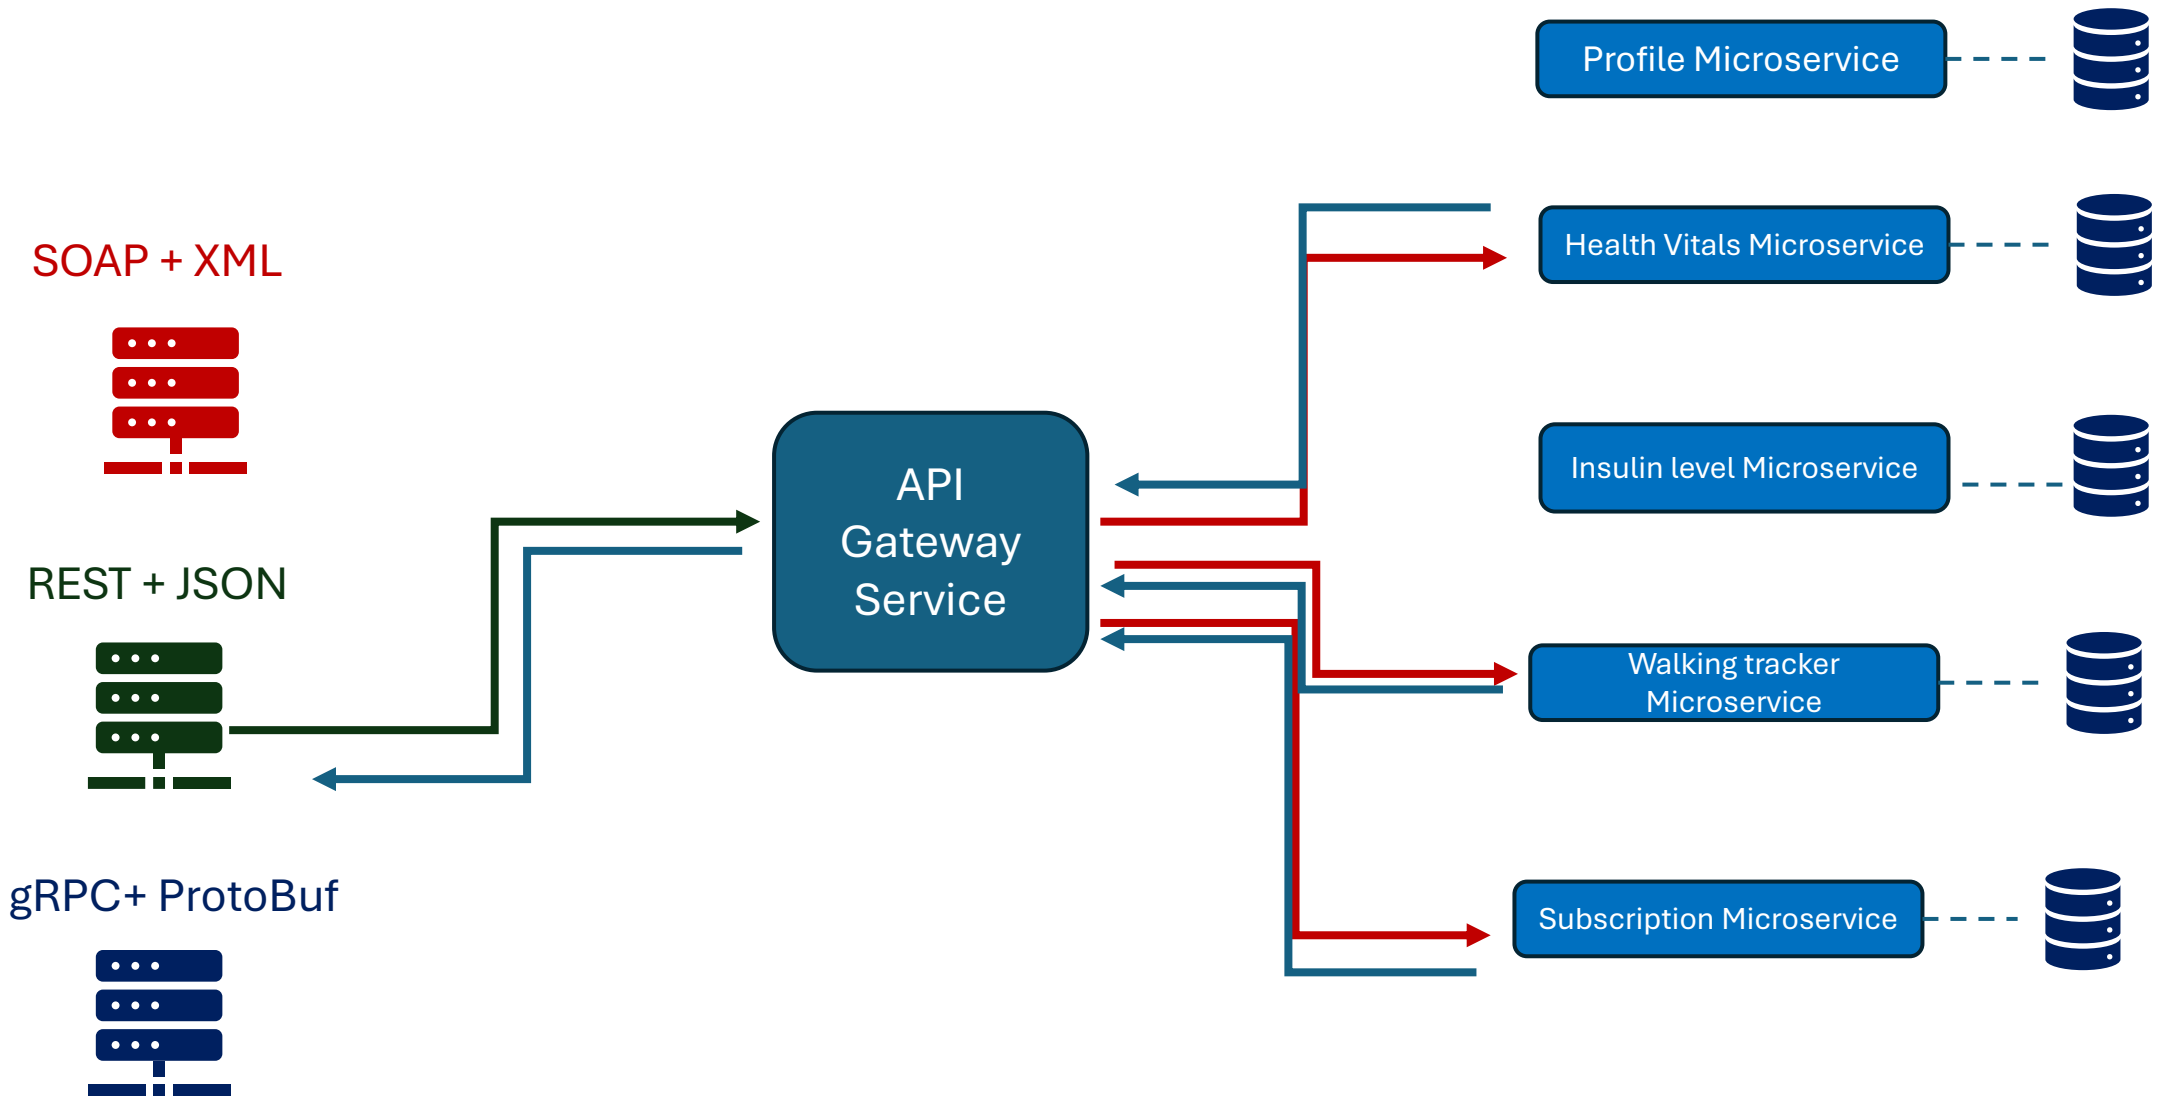 Profile Microservice
SOAP + XML
Health Vitals Microservice
API
Gateway
Service
Insulin level Microservice
REST + JSON
Walking tracker
Microservice
gRPC+ ProtoBuf
Subscription Microservice